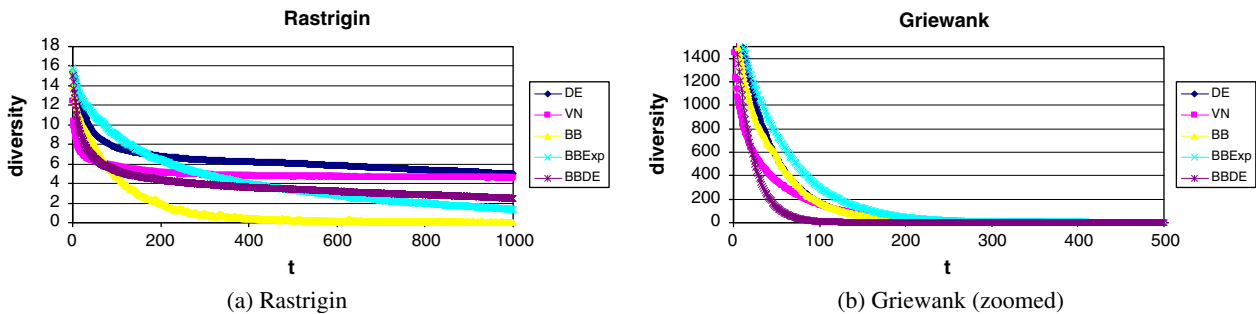 Rastrigin
18
16
14
12
10
8
6
4
2
0
diversity
0
200
400
600
800
1000
t
DE
VN
BB
BBExp
BBDE
(a) Rastrigin
Griewank
1400
1200
1000
800
600
400
200
0
diversity
0
100
200
300
400
500
t
DE
VN
BB
BBExp
BBDE
(b) Griewank (zoomed)